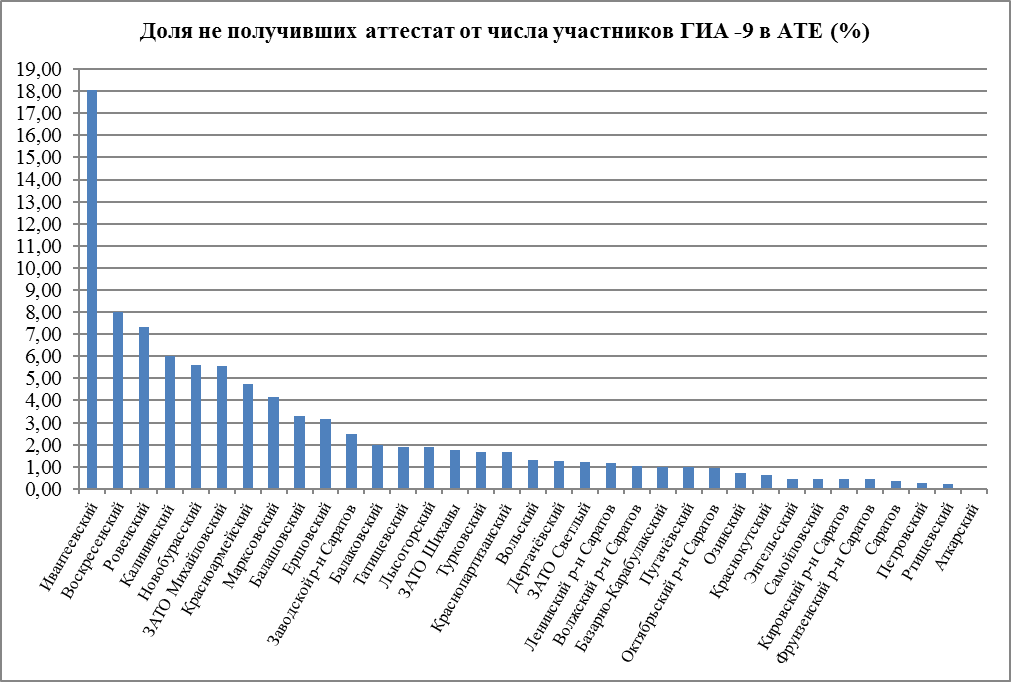 Доля не получивших аттестат от числа участников ГИА -9 в АТЕ (%)
19,00
18,00
17,00
16,00
15,00
14,00
13,00
12,00
11,00
10,00
9,00
8,00
7,00
6,00
5,00
4,00
3,00
2,00
1,00
0,00
Ивантеевский
Воскресенский
Ровенский
Калининский
Новобурасский
ЗАТО Михайловский
Красноармейский
Марксовский
Балашовский
Ершовский
Заводской р-н Саратов
Балаковский
Татищевский
Лысогорский
ЗАТО Шиханы
Турковский
Краснопартизанский
Вольский
Дергачёвский
ЗАТО Светлый
Ленинский р-н Саратов
Волжский р-н Саратов
Базарно-Карабулакский
Пугачёвский
Октябрьский р-н Саратов
Озинский
Краснокутский
Энгельсский
Самойловский
Кировский р-н Саратов
Фрунзенский р-н Саратов
Саратов
Петровский
Ртищевский
Аткарский